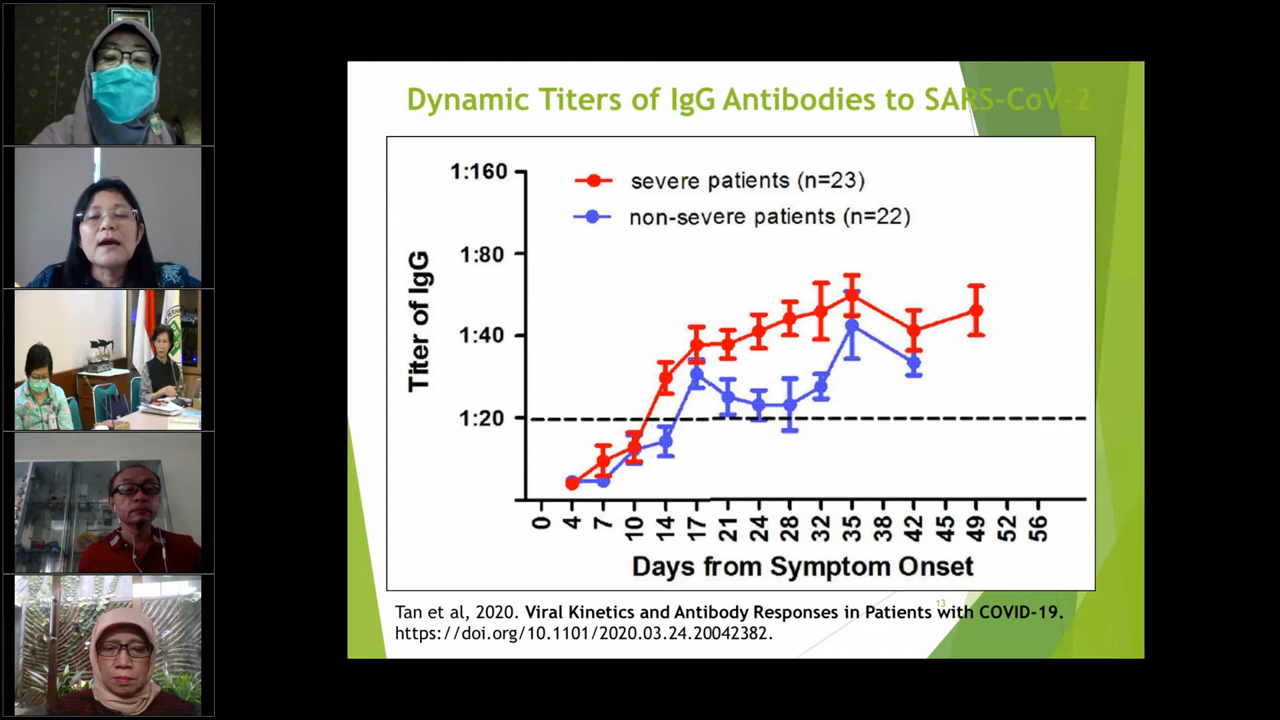 Dynamic Titers of IgG Antibodies to SARS-CoV-2
1:160
1:80
1:40
1:20
Titer of IgG
severe patients (n=23)
non-severe patients (n=22)
0 4 7 10 14 17 21 24 28 32 35 38 42 45 49 52 56
Days from Symptom Onset
Tan et al, 2020. Viral Kinetics and Antibody Responses in Patients with COVID-19.
https://doi.org/10.1101/2020.03.24.20042382.
13